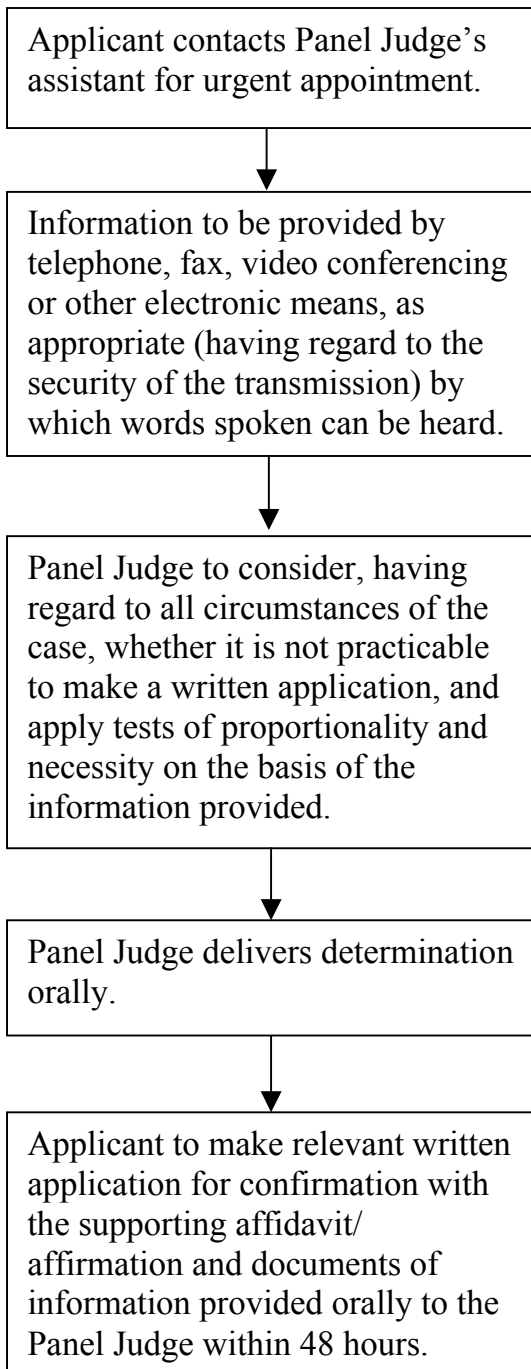 Applicant contacts Panel Judge’s
assistant for urgent appointment.
Information to be provided by
telephone, fax, video conferencing
or other electronic means, as
appropriate (having regard to the
security of the transmission) by
which words spoken can be heard.
Panel Judge to consider, having
regard to all circumstances of the
case, whether it is not practicable
to make a written application, and
apply tests of proportionality and
necessity on the basis of the
information provided.
Panel Judge delivers determination
orally.
Applicant to make relevant written
application for confirmation with
the supporting affidavit/
affirmation and documents of
information provided orally to the
Panel Judge within 48 hours.